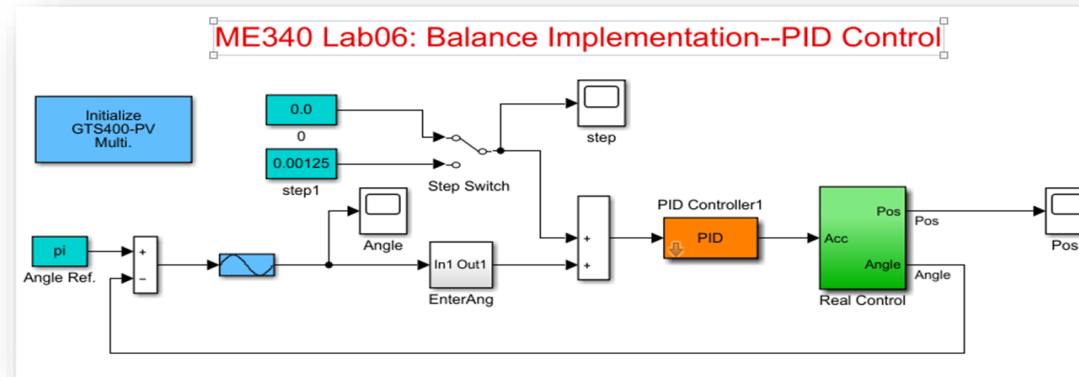 ME340 Lab06: Balance Implementation--PID Control
Initialize
GTS400-PV
Multi.
0.0
0
0.00125
step1
Step Switch
step
Angle
pi
Angle Ref.
+
−
In1 Out1
EnterAng
+
+
PID Controller1
PID
Acc
Pos
Angle
Real Control
Pos
Angle
Pos